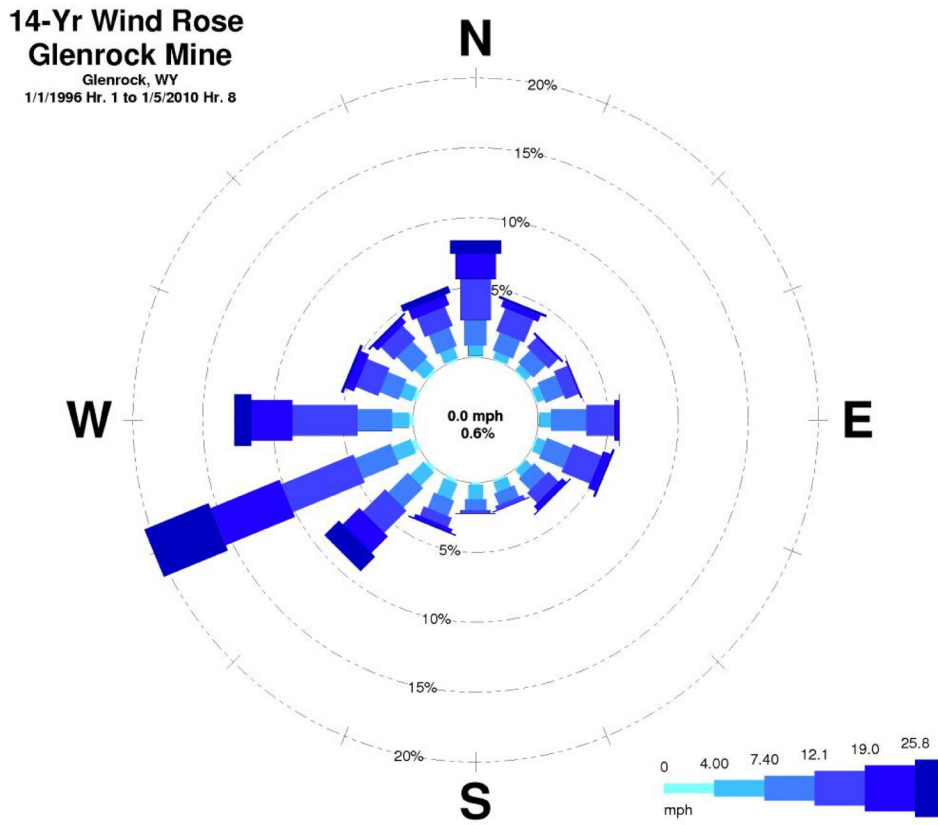 14-Yr Wind Rose
Glenrock Mine
Glenrock, WY
1/1/1996 Hr. 1 to 1/5/2010 Hr. 8
N
20%
15%
10%
5%
W
0.0 mph
0.6%
E
5%
10%
15%
20%
S
0 4.00 7.40 12.1 19.0 25.8
mph